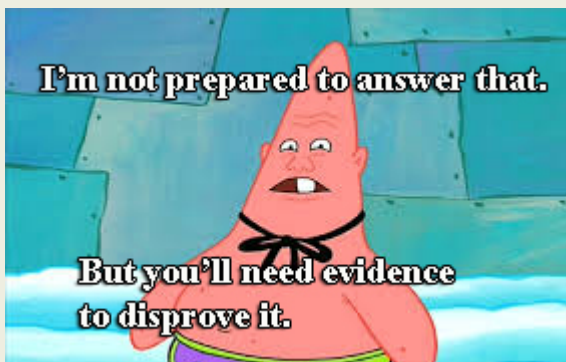 I'm not prepared to answer that.
But you'll need evidence
to disprove it.